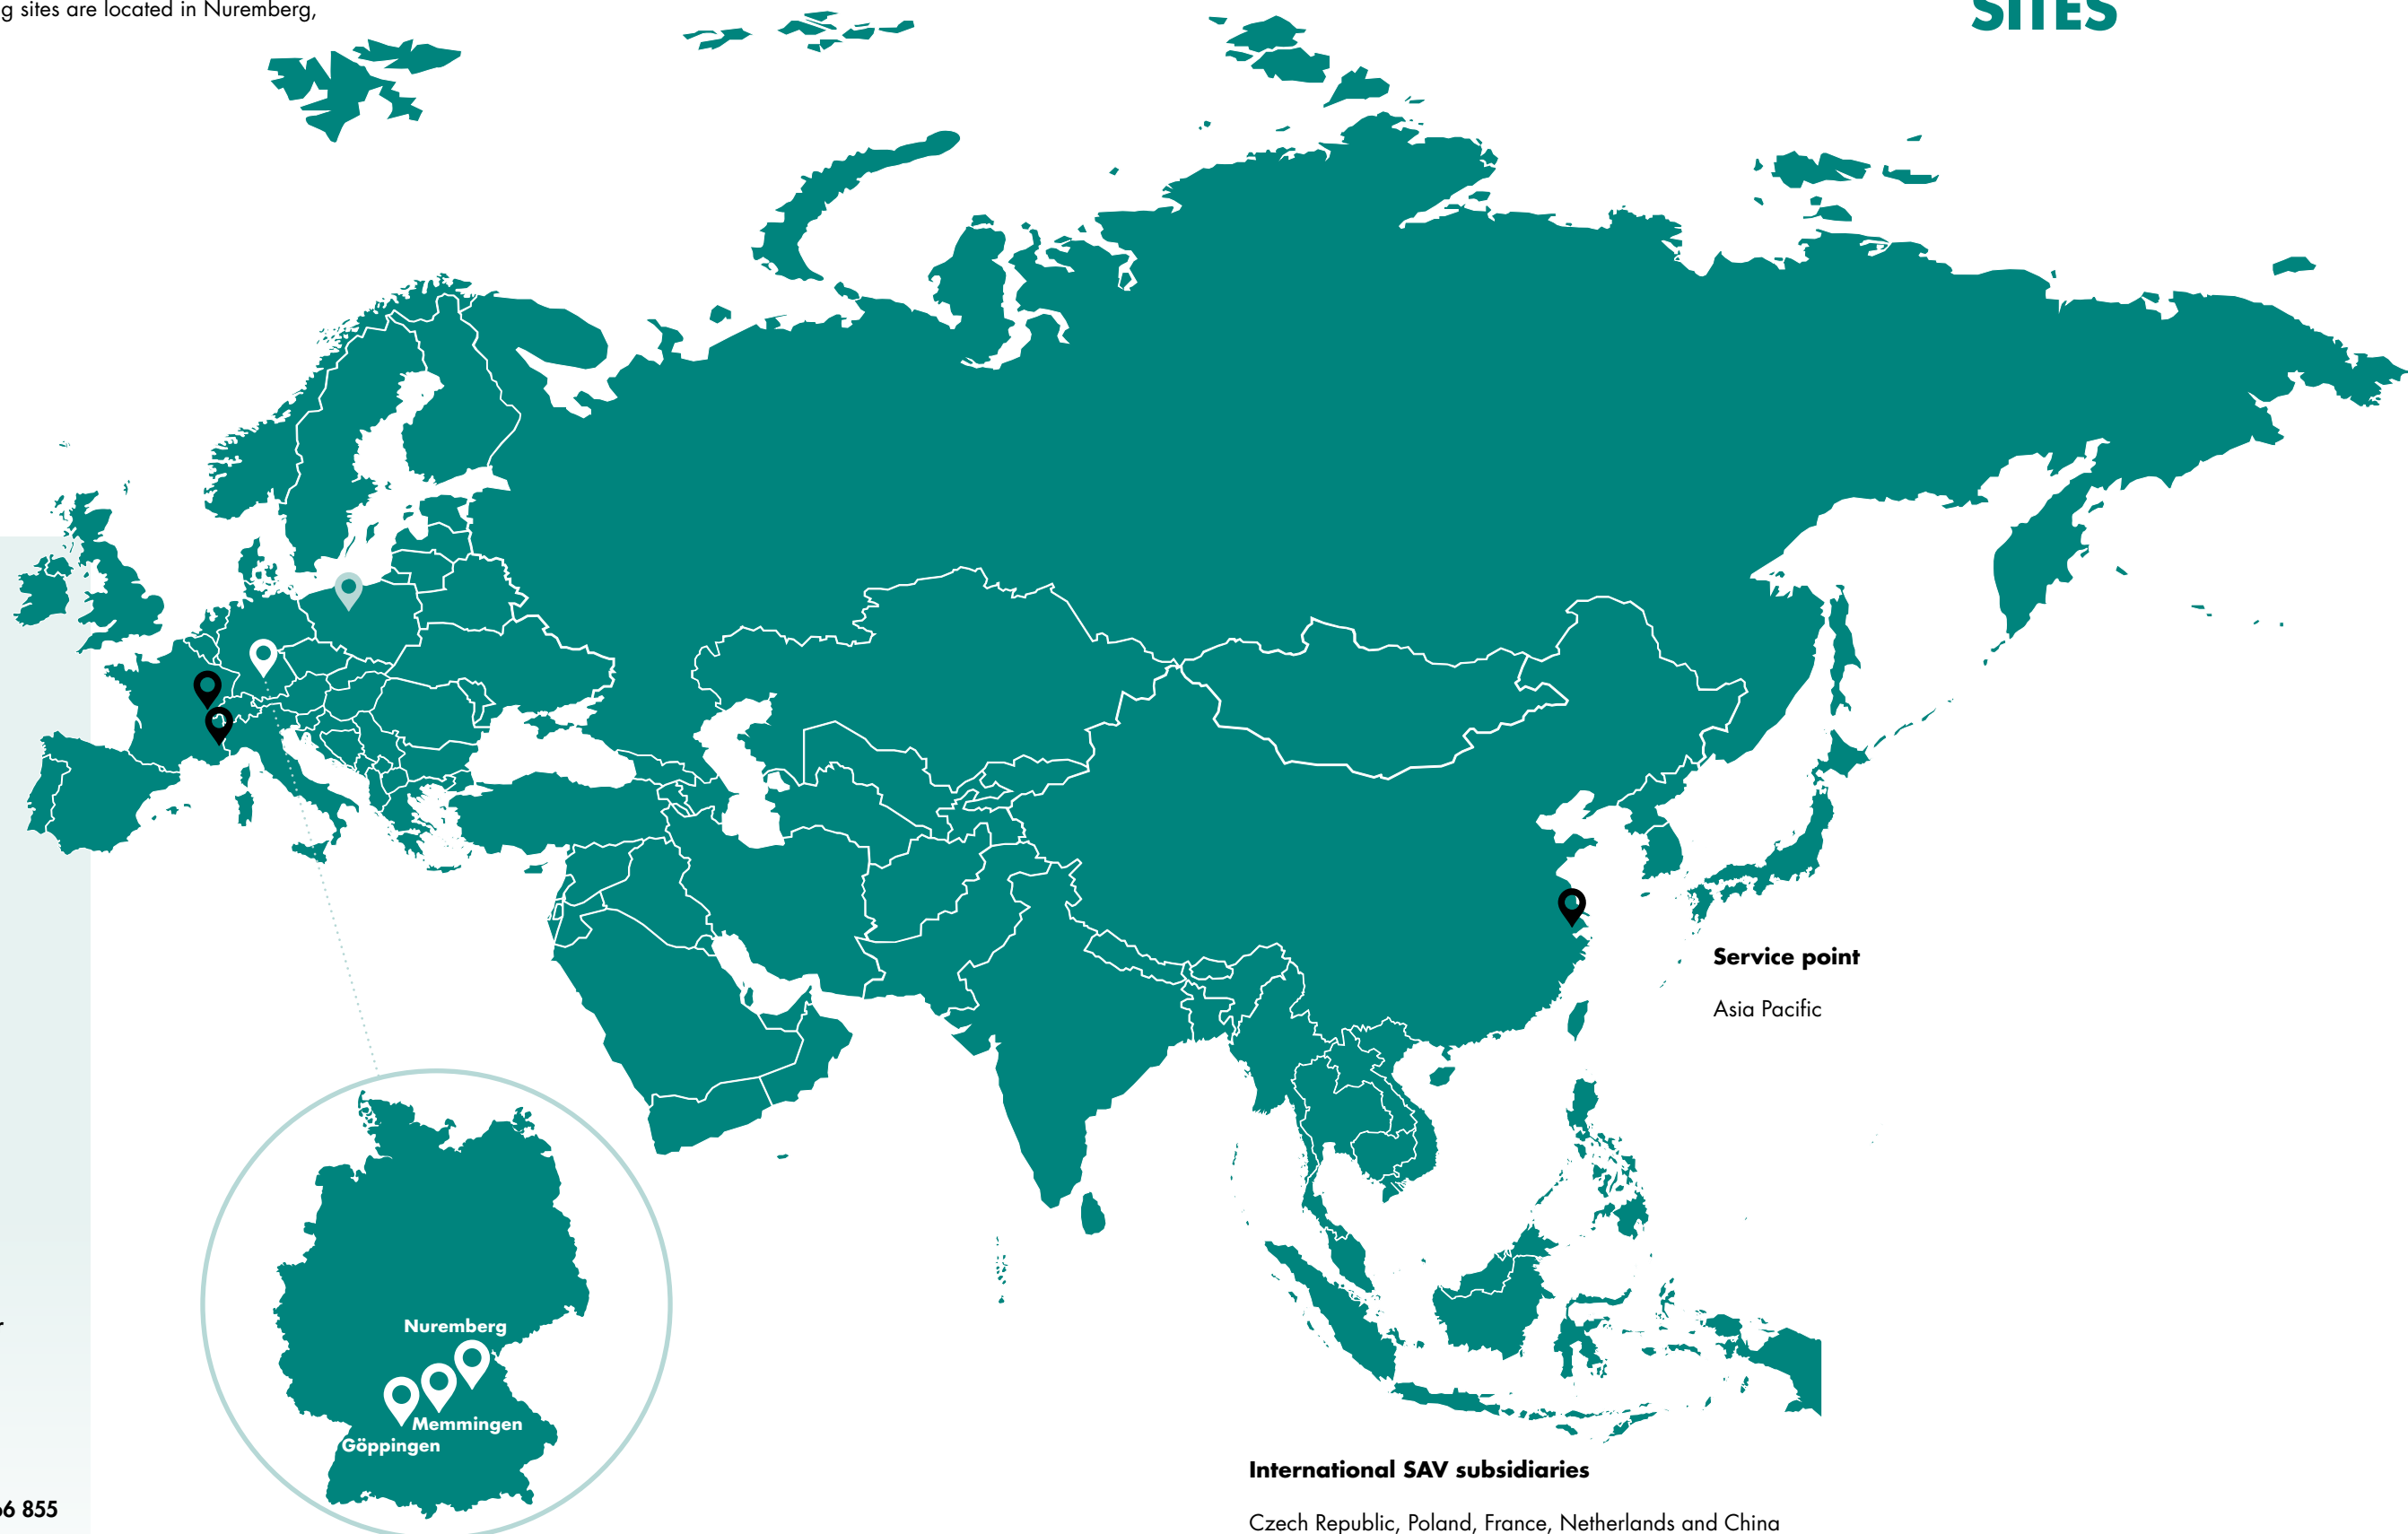 g sites are located in Nuremberg,
SITES
Service point
Asia Pacific
Nuremberg
Memmingen
Göppingen
International SAV subsidiaries
66 855
Czech Republic, Poland, France, Netherlands and China